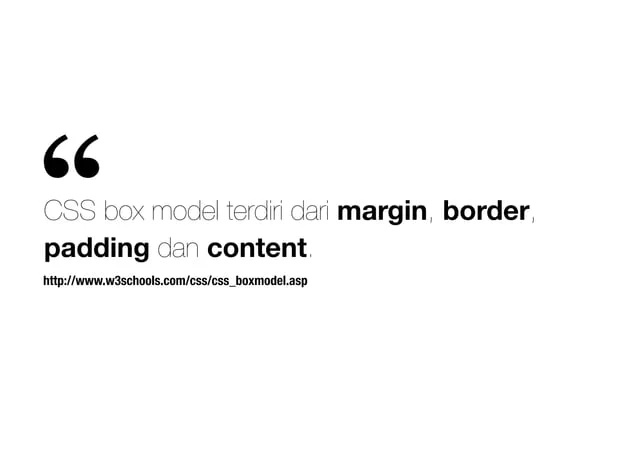 “
CSS box model terdiri dari margin, border,
padding dan content.
http://www.w3schools.com/css/css_boxmodel.asp